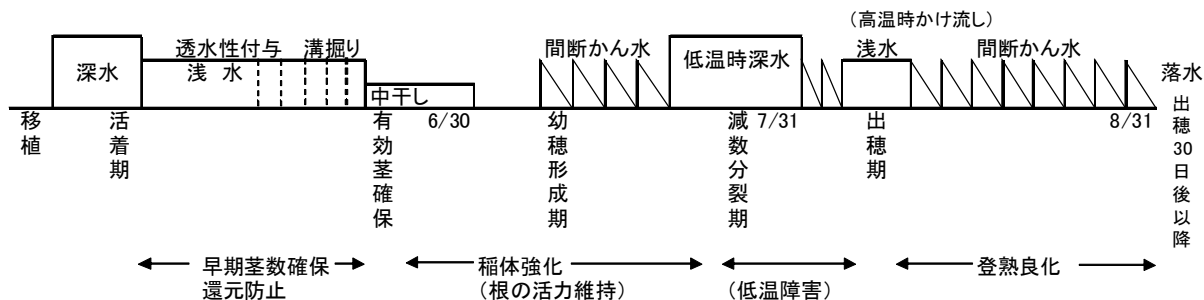 （高温時かけ流し）
深水
透水性付与
溝掘り
浅 水
中干し
間断かん水
低温時深水
浅水
間断かん水
落水
移植
活着期
有効茎確保
6/30
幼穂形成期
減数分裂期
7/31
出穂期
8/31
出穂30日後以降
早期茎数確保
還元防止
稲体強化
（根の活力維持）
（低温障害）
登熟良化